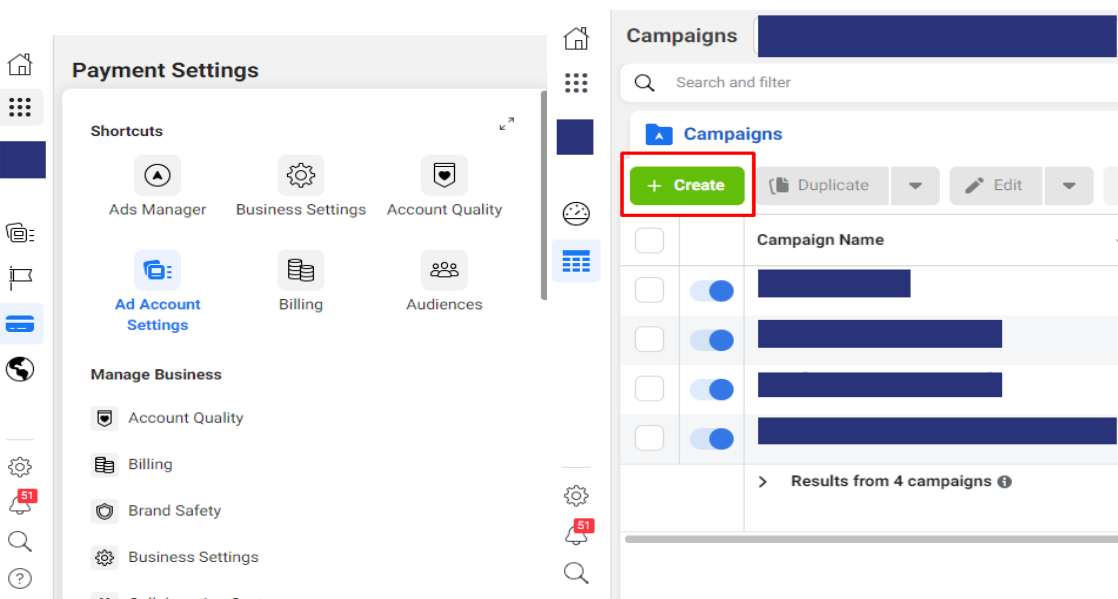 Payment Settings
Shortcuts
Ads Manager
Business Settings
Account Quality
Ad Account
Settings
Billing
Audiences
Manage Business
Account Quality
Billing
Brand Safety
Business Settings
51
Campaigns
Search and filter
Campaigns
+ Create
Duplicate
Edit
Campaign Name
Results from 4 campaigns
51